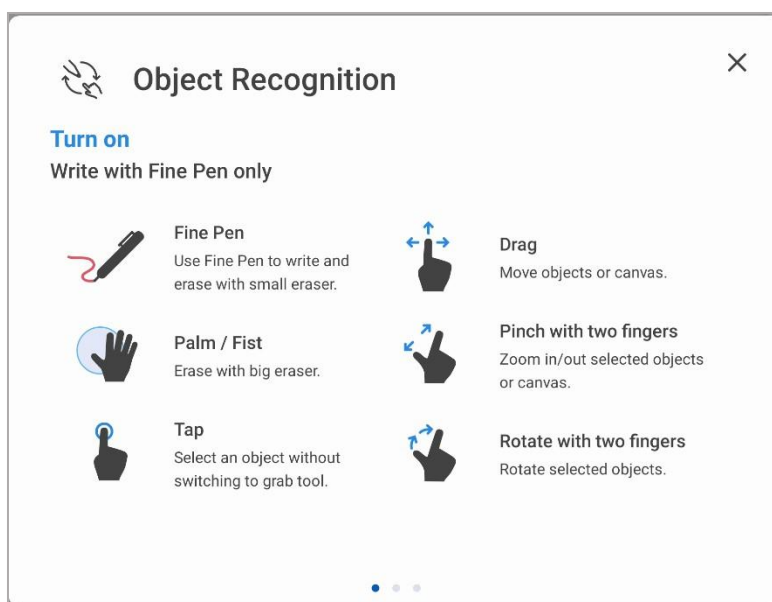 Object Recognition
Turn on
Write with Fine Pen only
Fine Pen
Use Fine Pen to write and
erase with small eraser.
Palm / Fist
Erase with big eraser.
Tap
Select an object without
switching to grab tool.
Drag
Move objects or canvas.
Pinch with two fingers
Zoom in/out selected objects
or canvas.
Rotate with two fingers
Rotate selected objects.